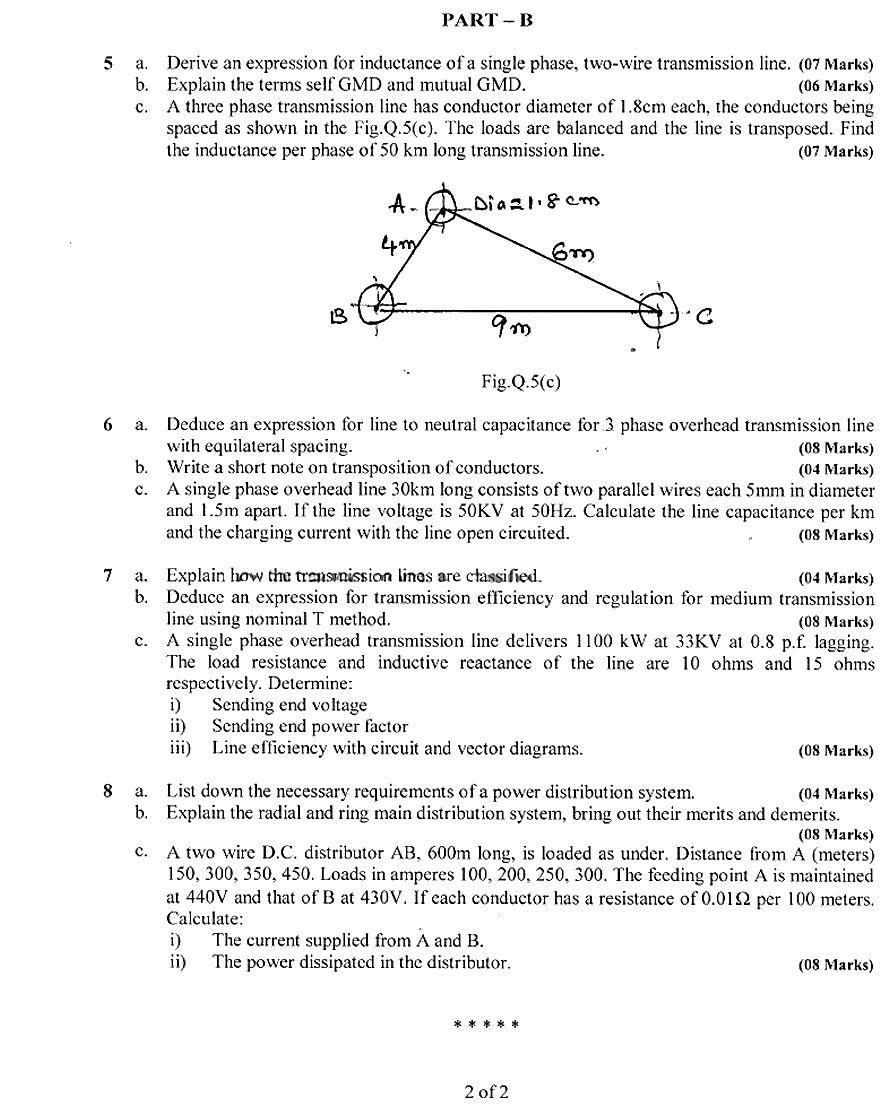 PART – B
5 a. Derive an expression for inductance of a single phase, two-wire transmission line. (07 Marks)
b. Explain the terms self GMD and mutual GMD. (06 Marks)
c. A three phase transmission line has conductor diameter of 1.8cm each, the conductors being
spaced as shown in the Fig.Q.5(c). The loads are balanced and the line is transposed. Find
the inductance per phase of 50 km long transmission line. (07 Marks)
A Dia=1.8 cm
4m 6m
B C
9m
Fig.Q.5(c)
6 a. Deduce an expression for line to neutral capacitance for 3 phase overhead transmission line
with equilateral spacing. (08 Marks)
b. Write a short note on transposition of conductors. (04 Marks)
c. A single phase overhead line 30km long consists of two parallel wires each 5mm in diameter
and 1.5m apart. If the line voltage is 50KV at 50Hz. Calculate the line capacitance per km
and the charging current with the line open circuited. (08 Marks)
7 a. Explain how the transmission lines are classified. (04 Marks)
b. Deduce an expression for transmission efficiency and regulation for medium transmission
line using nominal T method. (08 Marks)
c. A single phase overhead transmission line delivers 1100 kW at 33KV at 0.8 p.f. lagging.
The load resistance and inductive reactance of the line are 10 ohms and 15 ohms
respectively. Determine:
i) Sending end voltage
ii) Sending end power factor
iii) Line efficiency with circuit and vector diagrams. (08 Marks)
8 a. List down the necessary requirements of a power distribution system. (04 Marks)
b. Explain the radial and ring main distribution system, bring out their merits and demerits.
(08 Marks)
c. A two wire D.C. distributor AB, 600m long, is loaded as under. Distance from A (meters)
150, 300, 350, 450. Loads in amperes 100, 200, 250, 300. The feeding point A is maintained
at 440V and that of B at 430V. If each conductor has a resistance of 0.01Ω per 100 meters.
Calculate:
i) The current supplied from A and B.
ii) The power dissipated in the distributor. (08 Marks)
* * * * *
2 of 2